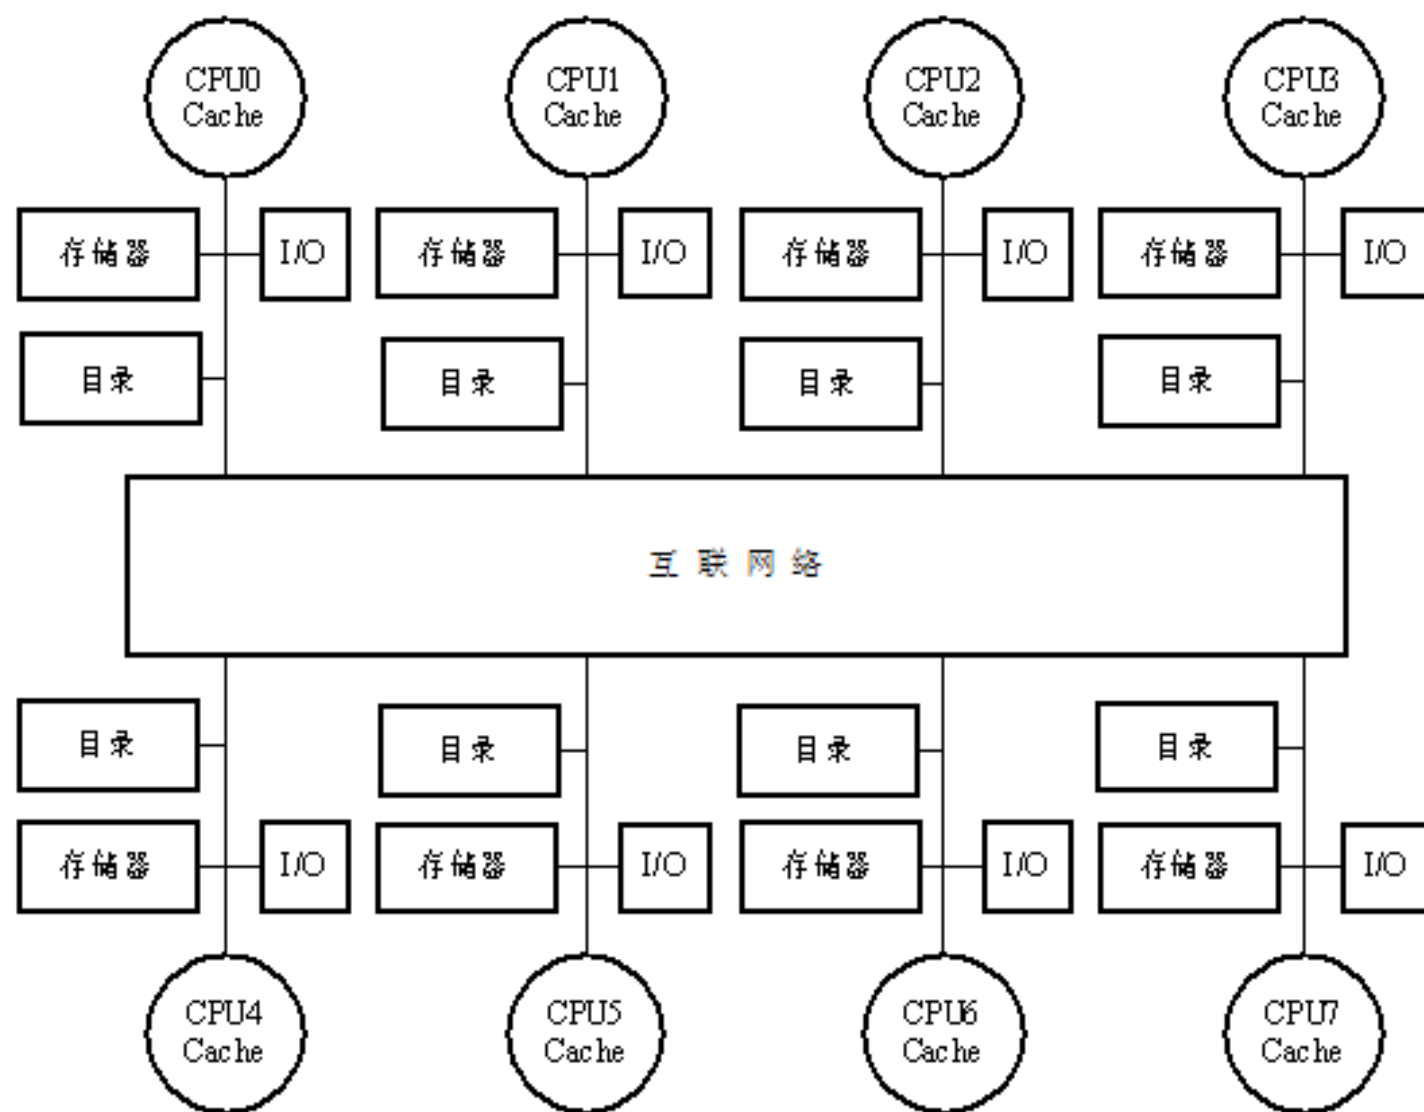 CPU0
Cache
CPU1
Cache
CPU2
Cache
CPU3
Cache
存储器
I/O
存储器
I/O
存储器
I/O
存储器
I/O
目录
目录
目录
目录
互联网络
目录
目录
目录
目录
存储器
I/O
存储器
I/O
存储器
I/O
存储器
I/O
CPU4
Cache
CPU5
Cache
CPU6
Cache
CPU7
Cache